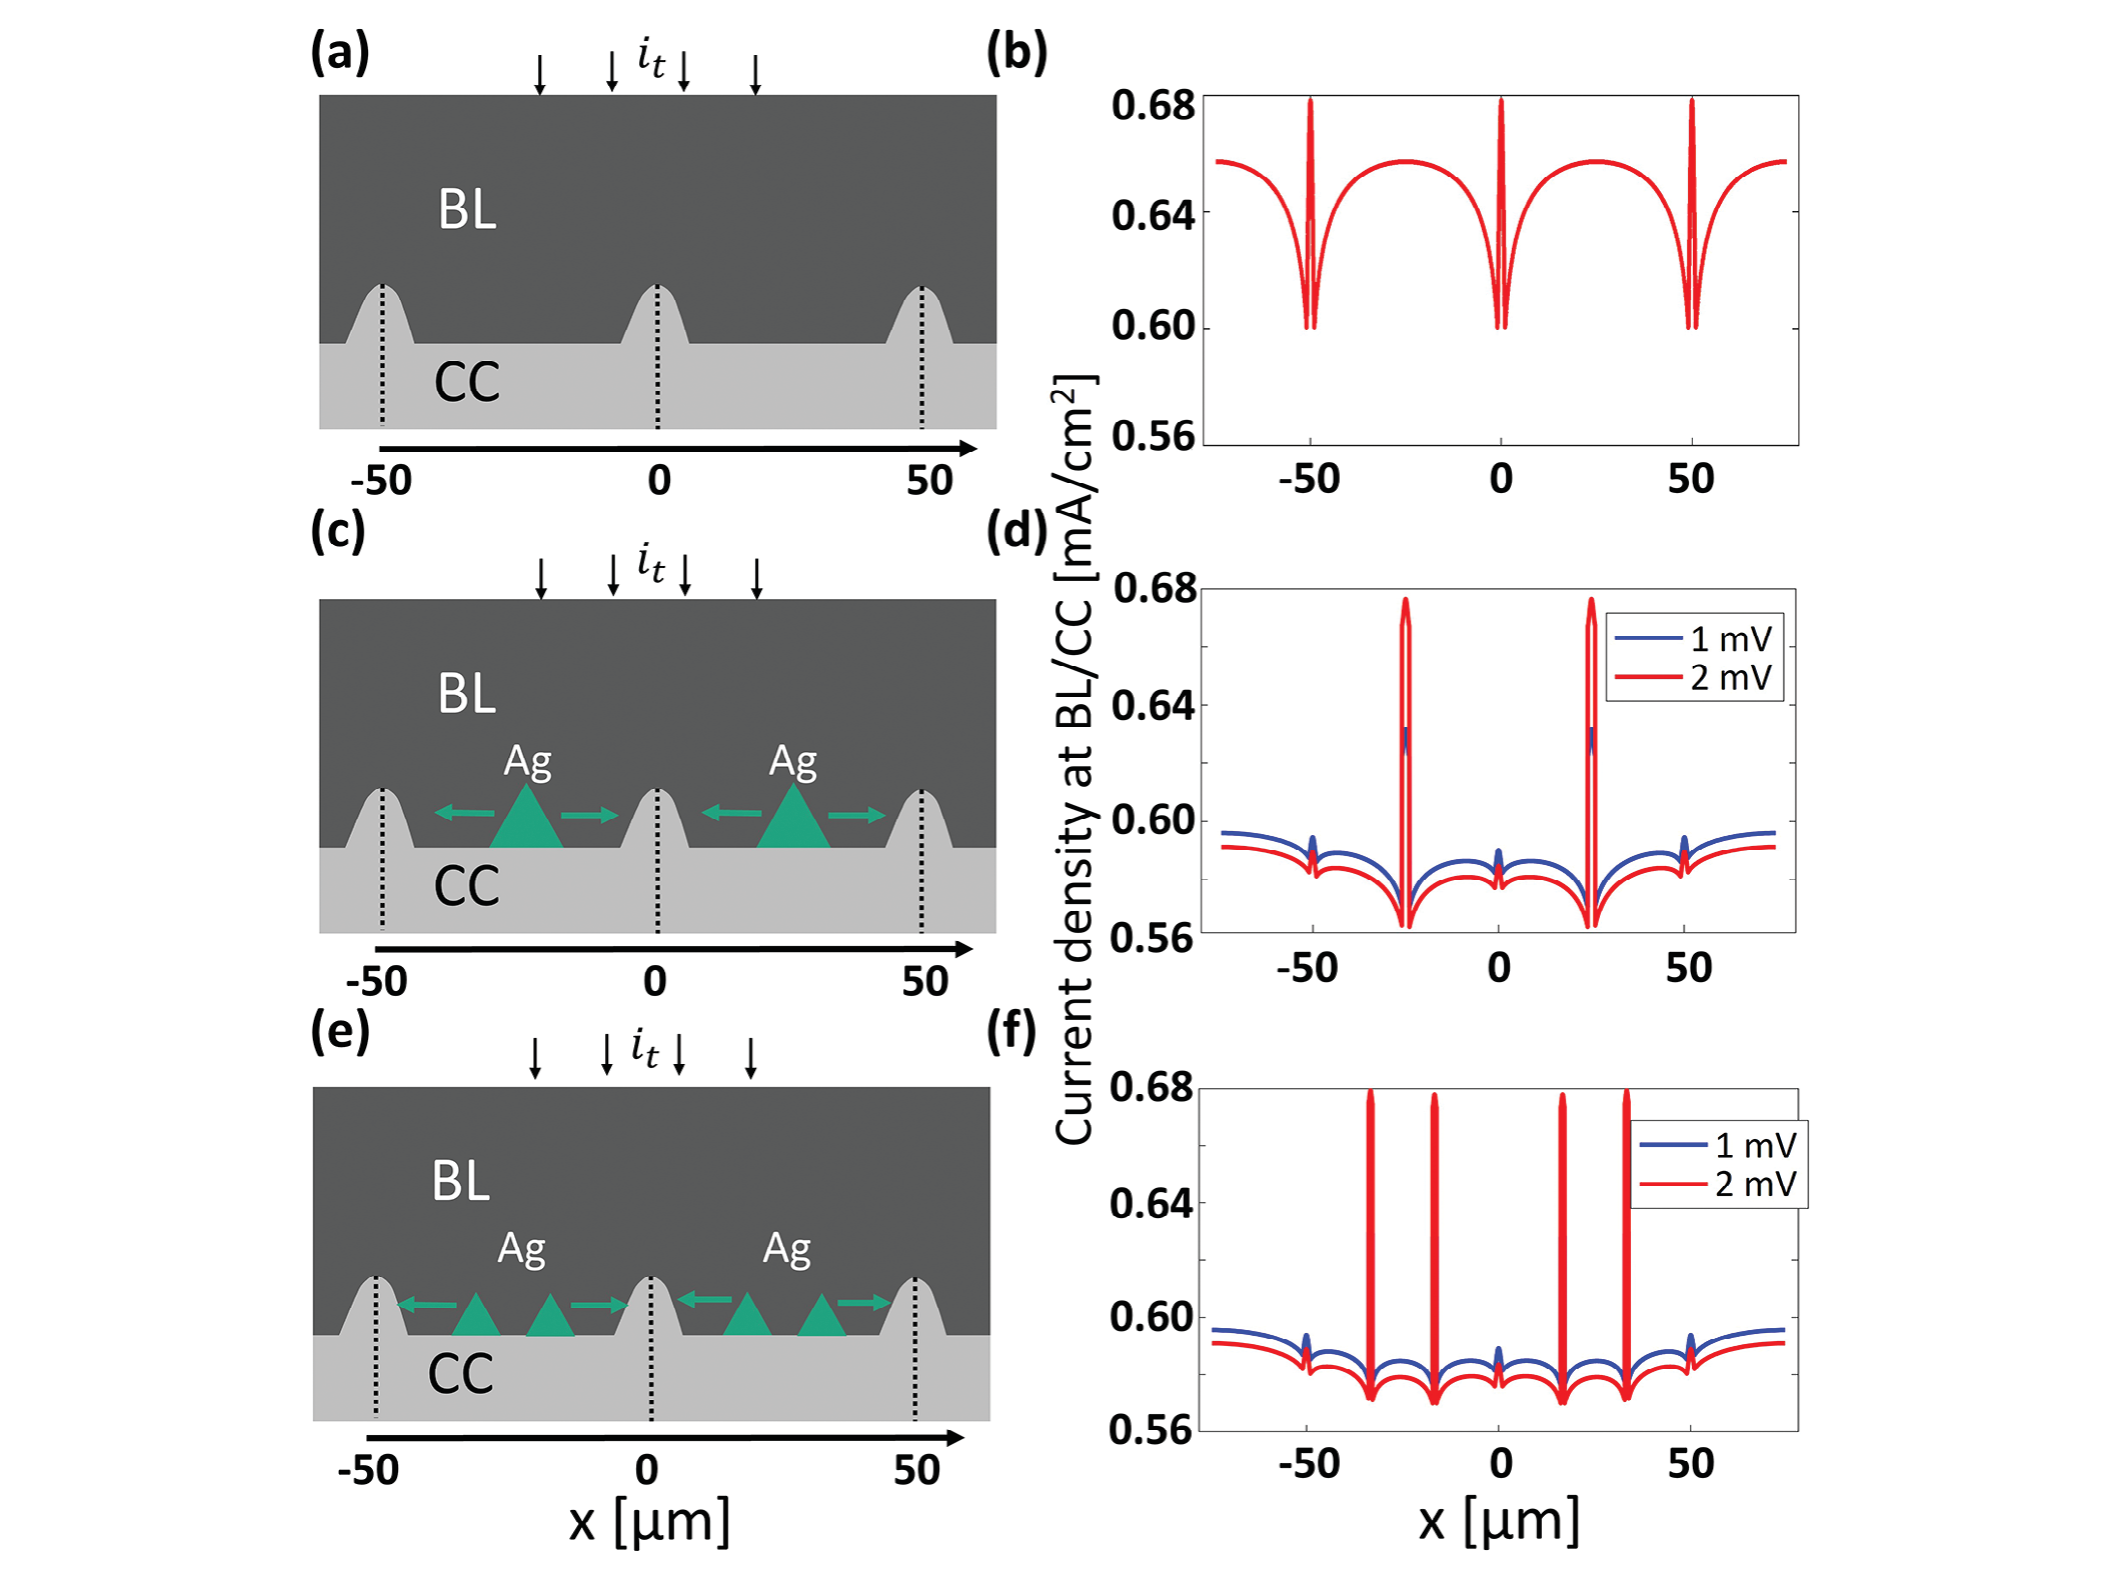 (a)
i_t
BL
CC
-50 0 50
(b)
0.68
0.64
0.60
0.56
-50 0 50
Current density at BL/CC [mA/cm²]
(c)
i_t
BL
Ag Ag
CC
-50 0 50
(d)
0.68
0.64
0.60
0.56
1 mV
2 mV
-50 0 50
(e)
i_t
BL
Ag Ag
CC
-50 0 50
x [μm]
(f)
0.68
0.64
0.60
0.56
1 mV
2 mV
-50 0 50
x [μm]